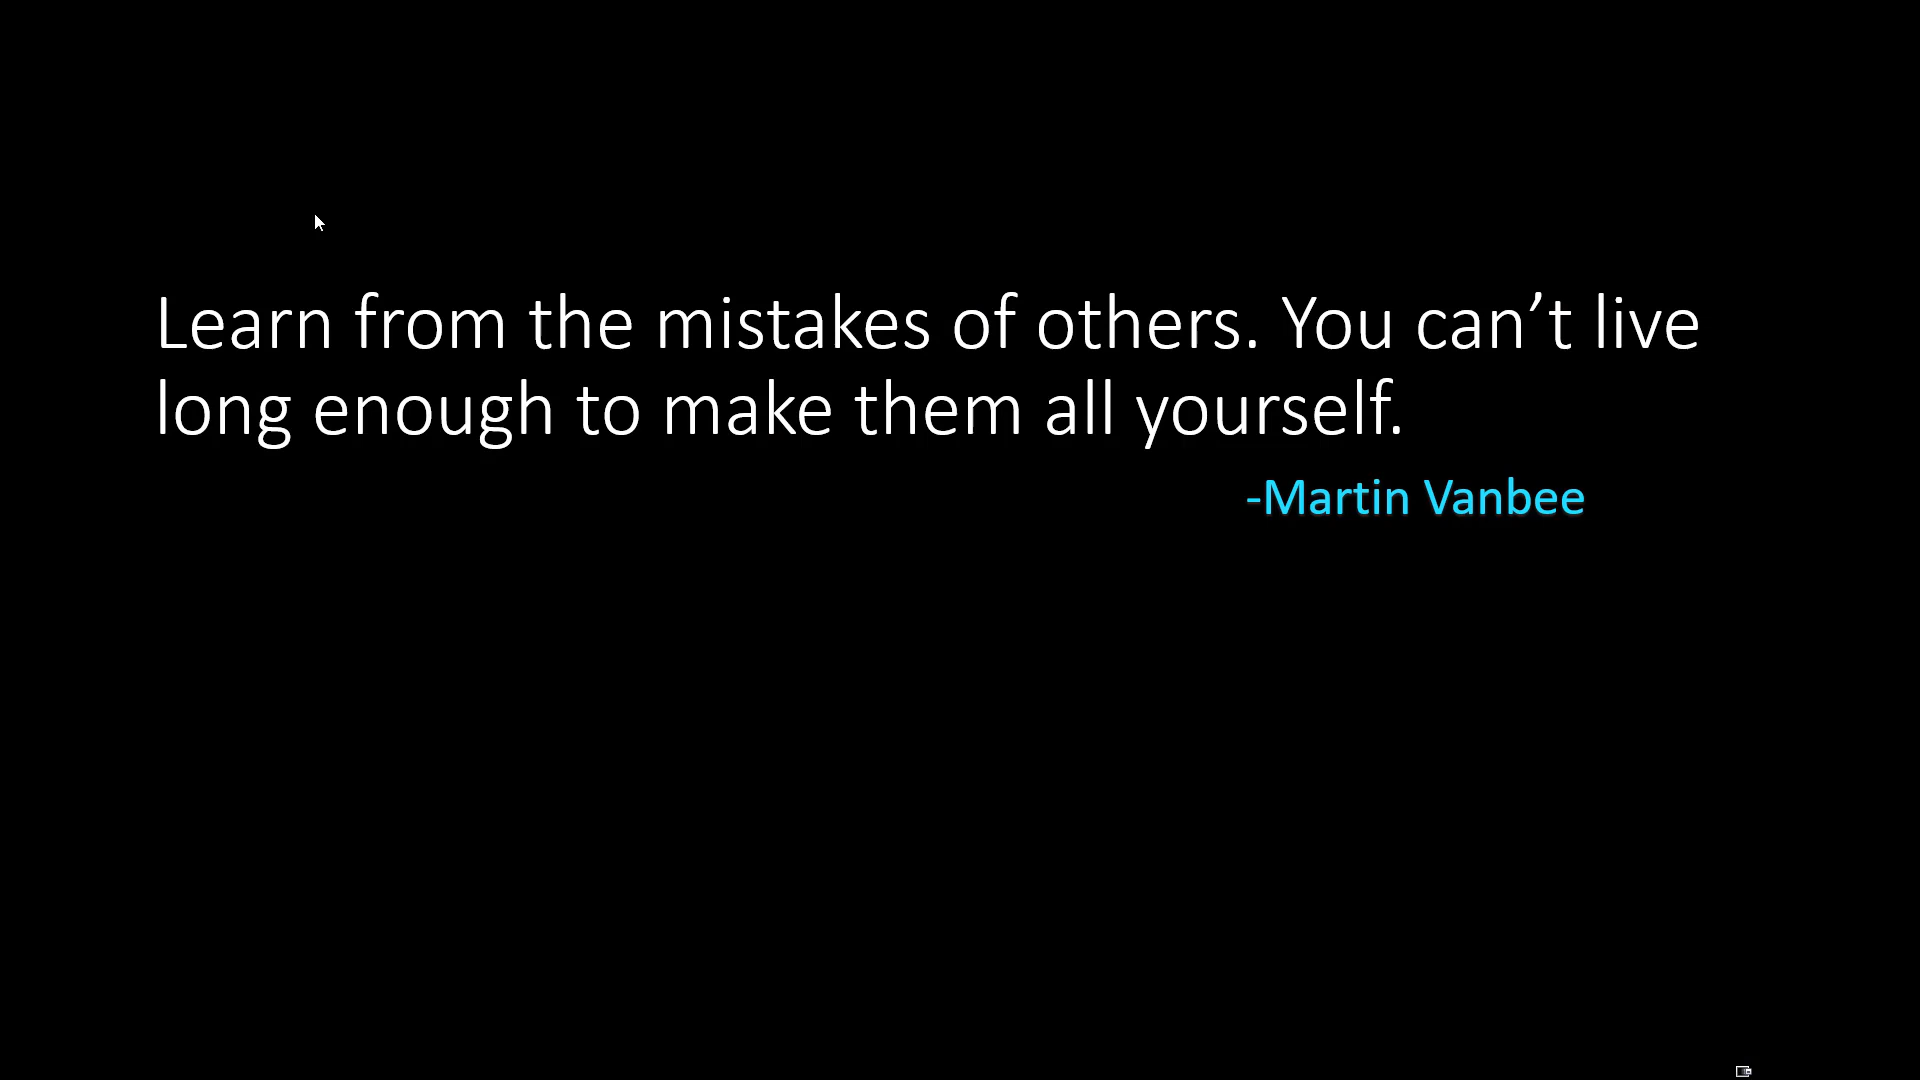 Learn from the mistakes of others. You can’t live
long enough to make them all yourself.
-Martin Vanbee